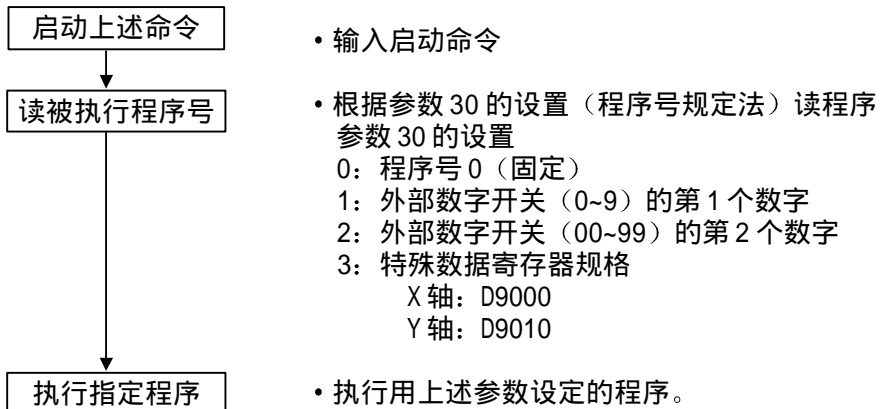 启动上述命令
•输入启动命令
读被执行程序号
•根据参数 30 的设置（程序号规定法）读程序
参数 30 的设置
0：程序号 0（固定）
1：外部数字开关（0~9）的第 1 个数字
2：外部数字开关（00~99）的第 2 个数字
3：特殊数据寄存器规格
X 轴：D9000
Y 轴：D9010
执行指定程序
•执行用上述参数设定的程序。